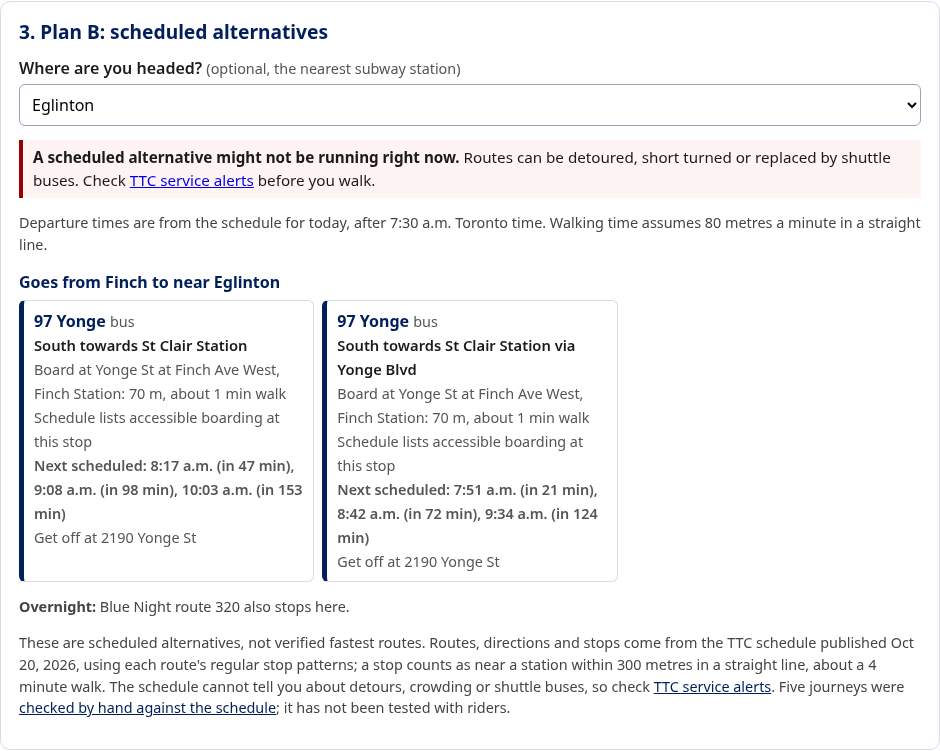 3. Plan B: scheduled alternatives
Where are you headed? (optional, the nearest subway station)
Eglinton
A scheduled alternative might not be running right now. Routes can be detoured, short turned or replaced by shuttle
buses. Check TTC service alerts before you walk.
Departure times are from the schedule for today, after 7:30 a.m. Toronto time. Walking time assumes 80 metres a minute in a straight
line.
Goes from Finch to near Eglinton
97 Yonge bus
South towards St Clair Station
Board at Yonge St at Finch Ave West,
Finch Station: 70 m, about 1 min walk
Schedule lists accessible boarding at
this stop
Next scheduled: 8:17 a.m. (in 47 min),
9:08 a.m. (in 98 min), 10:03 a.m. (in 153
min)
Get off at 2190 Yonge St
97 Yonge bus
South towards St Clair Station via
Yonge Blvd
Board at Yonge St at Finch Ave West,
Finch Station: 70 m, about 1 min walk
Schedule lists accessible boarding at
this stop
Next scheduled: 7:51 a.m. (in 21 min),
8:42 a.m. (in 72 min), 9:34 a.m. (in 124
min)
Get off at 2190 Yonge St
Overnight: Blue Night route 320 also stops here.
These are scheduled alternatives, not verified fastest routes. Routes, directions and stops come from the TTC schedule published Oct
20, 2026, using each route's regular stop patterns; a stop counts as near a station within 300 metres in a straight line, about a 4
minute walk. The schedule cannot tell you about detours, crowding or shuttle buses, so check TTC service alerts. Five journeys were
checked by hand against the schedule; it has not been tested with riders.